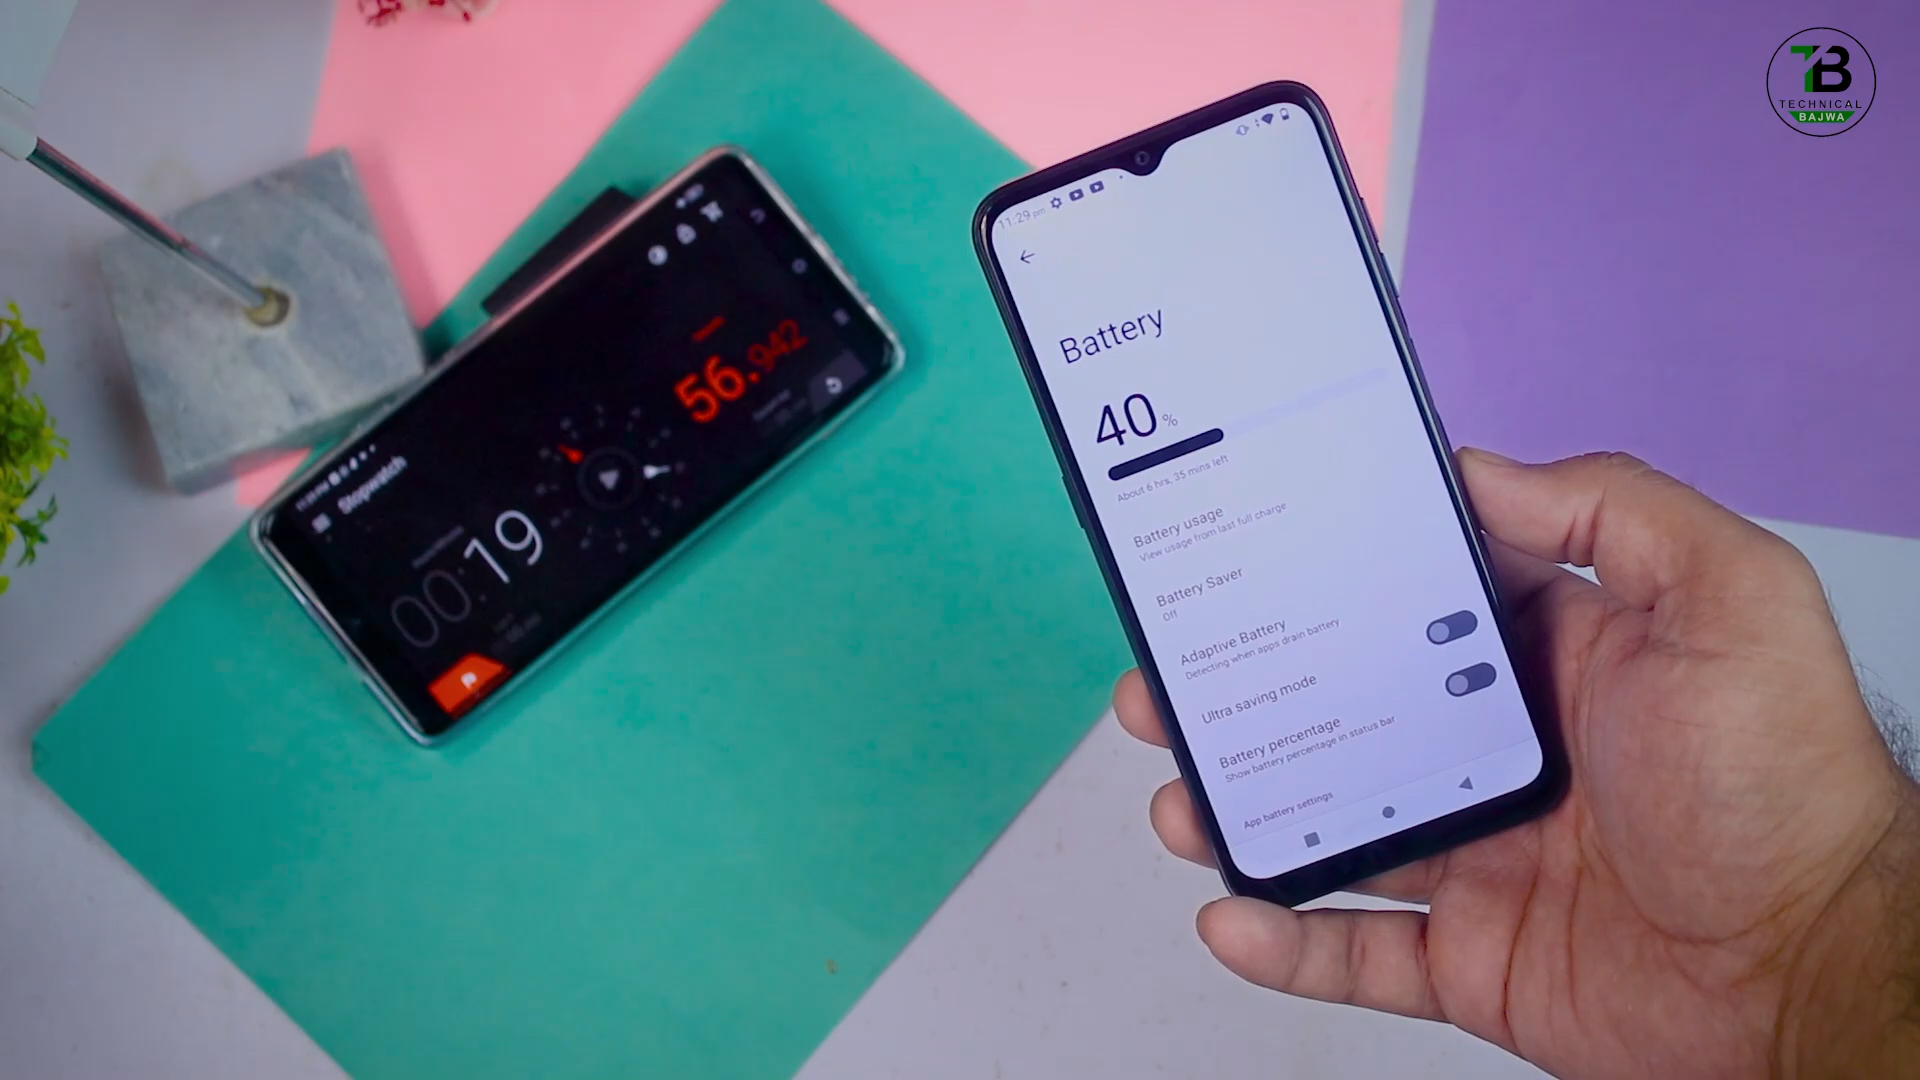 TB
TECHNICAL
BAJWA
11:29 pm
Battery
40 %
About 6 hrs, 35 mins left
Battery usage
View usage from last full charge
Battery Saver
Off
Adaptive Battery
Detecting when apps drain battery
Ultra saving mode
Battery percentage
Show battery percentage in status bar
App battery settings
Stopwatch
00:19
56.942